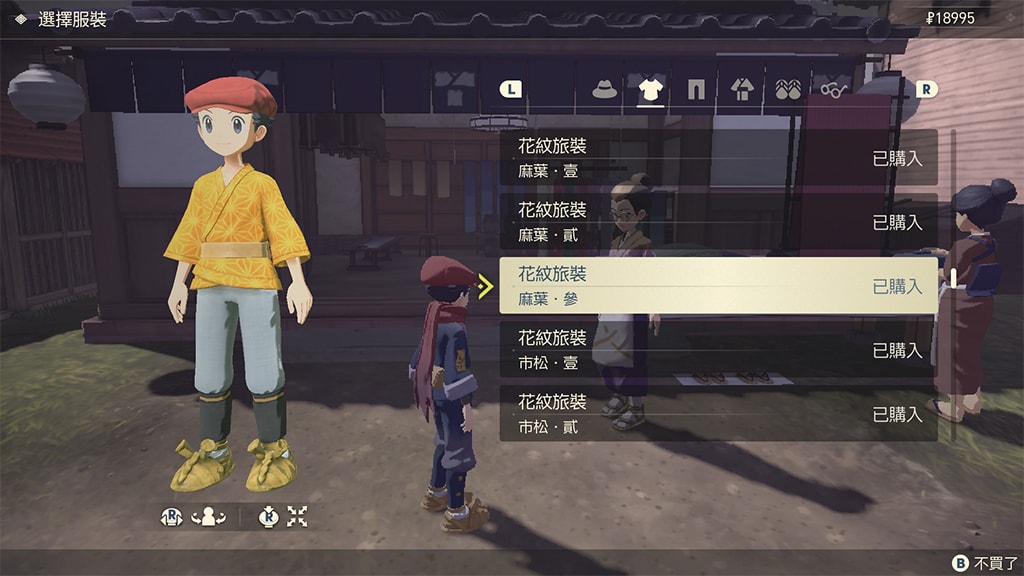 選擇服裝
₽18995
L
R
花紋旅裝
麻葉・壹
已購入
花紋旅裝
麻葉・貳
已購入
花紋旅裝
麻葉・參
已購入
花紋旅裝
市松・壹
已購入
花紋旅裝
市松・貳
已購入
R
R
B 不買了